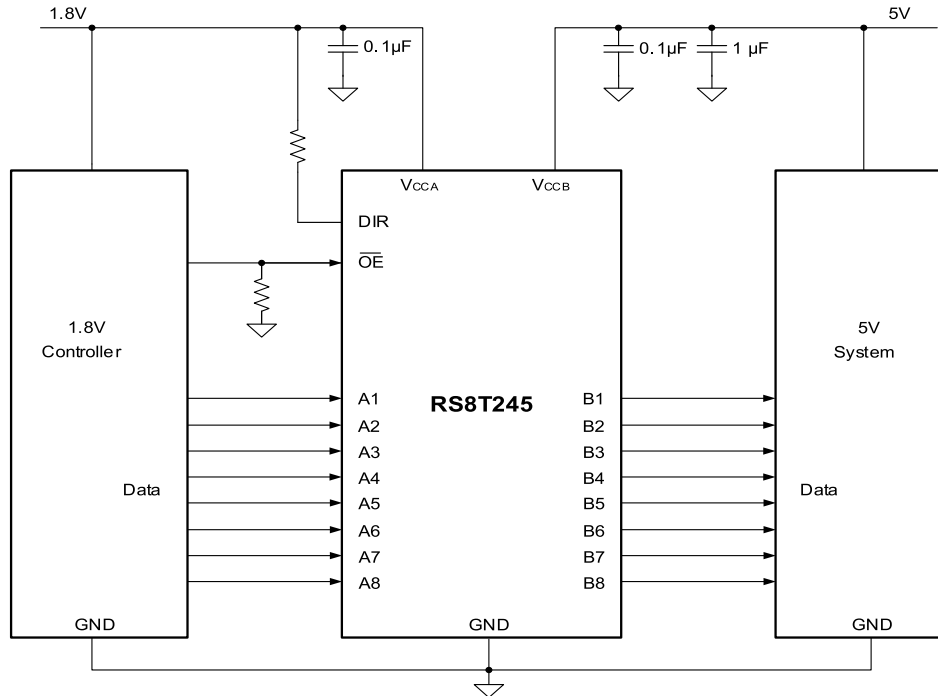 1.8V
5V
0.1µF
0.1µF
1 µF
VCCA
VCCB
DIR
OE
1.8V
Controller
5V
System
RS8T245
A1
B1
A2
B2
A3
B3
A4
B4
Data
Data
A5
B5
A6
B6
A7
B7
A8
B8
GND
GND
GND